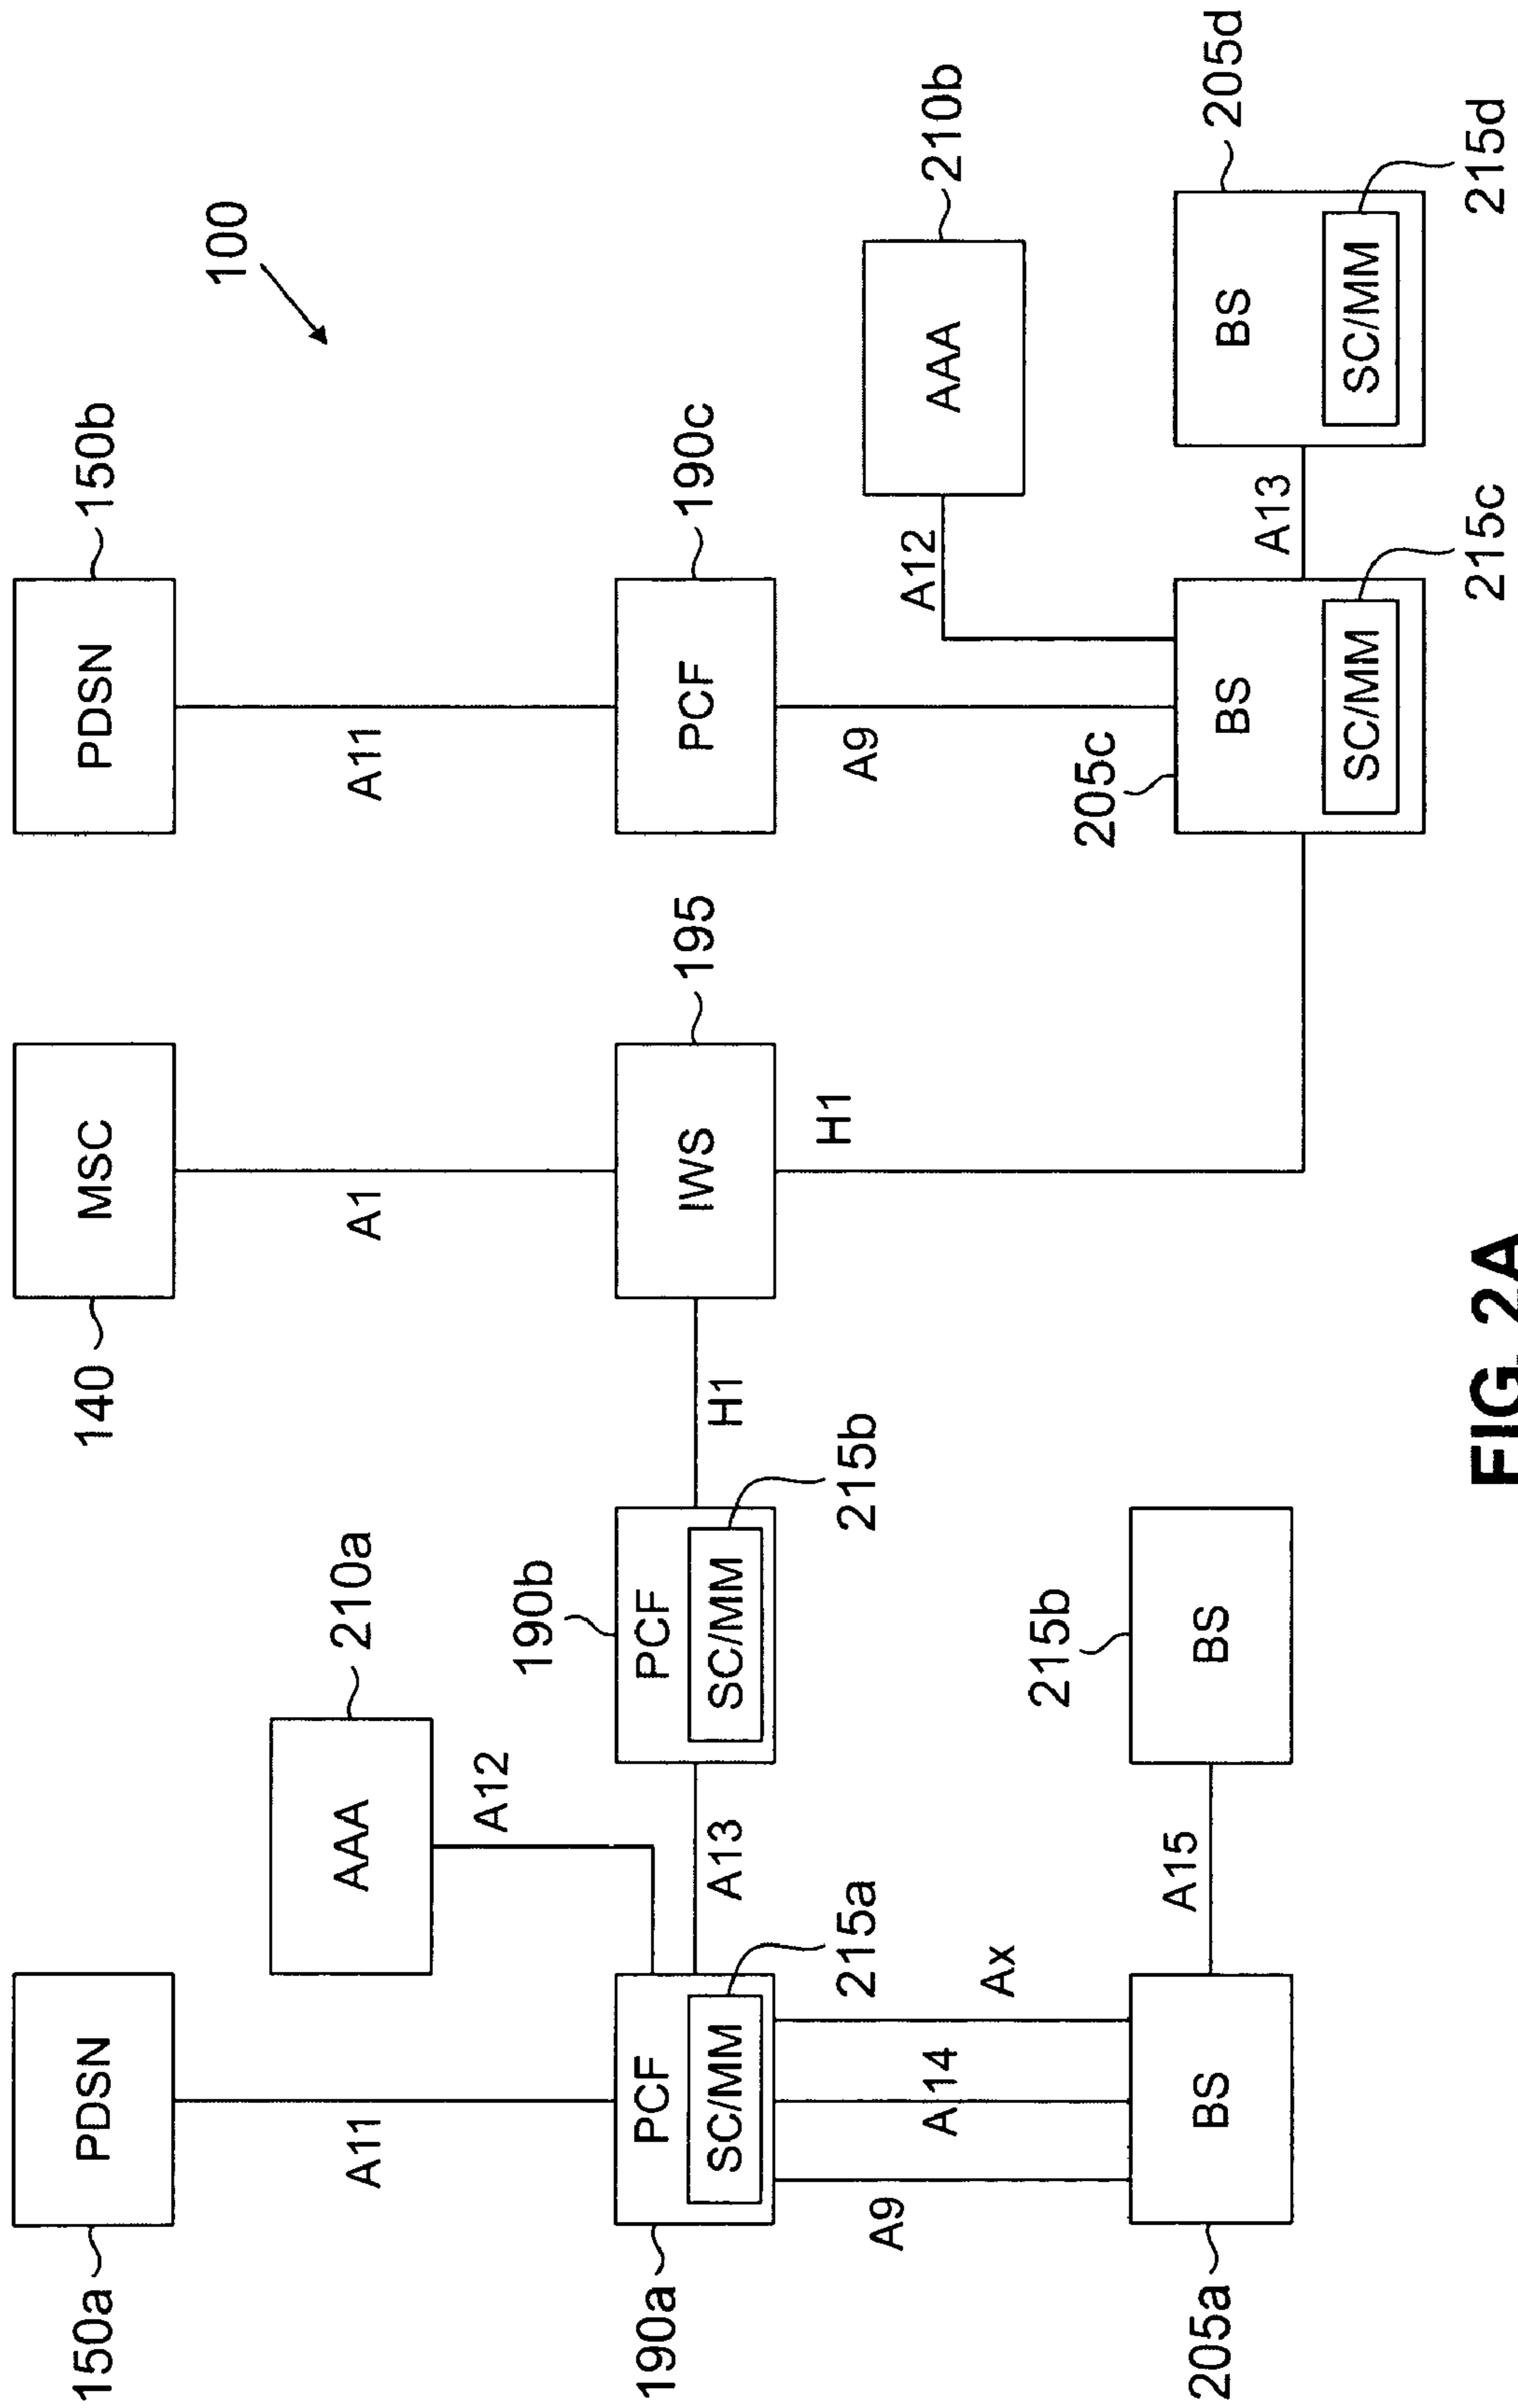 100
150a
PDSN
140
MSC
PDSN
150b
A11
A1
A11
AAA
210a
A12
190a
PCF
SC/MM
215a
A13
190b
PCF
SC/MM
215b
H1
IWS
195
PCF
190c
A9
A14
Ax
H1
A9
A12
AAA
210b
205a
BS
A15
215b
BS
205c
BS
SC/MM
215c
A13
BS
205d
SC/MM
215d
FIG. 2A